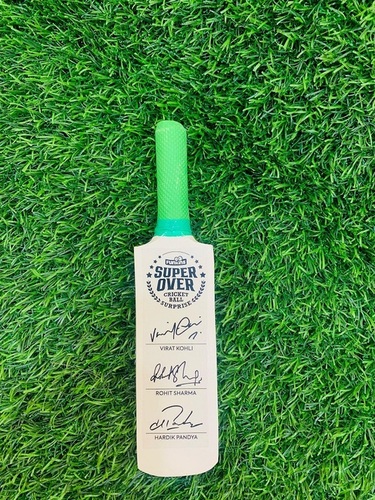 SUPER
OVER
CRICKET
BALL
SURPRISE
VIRAT KOHLI
ROHIT SHARMA
HARDIK PANDYA